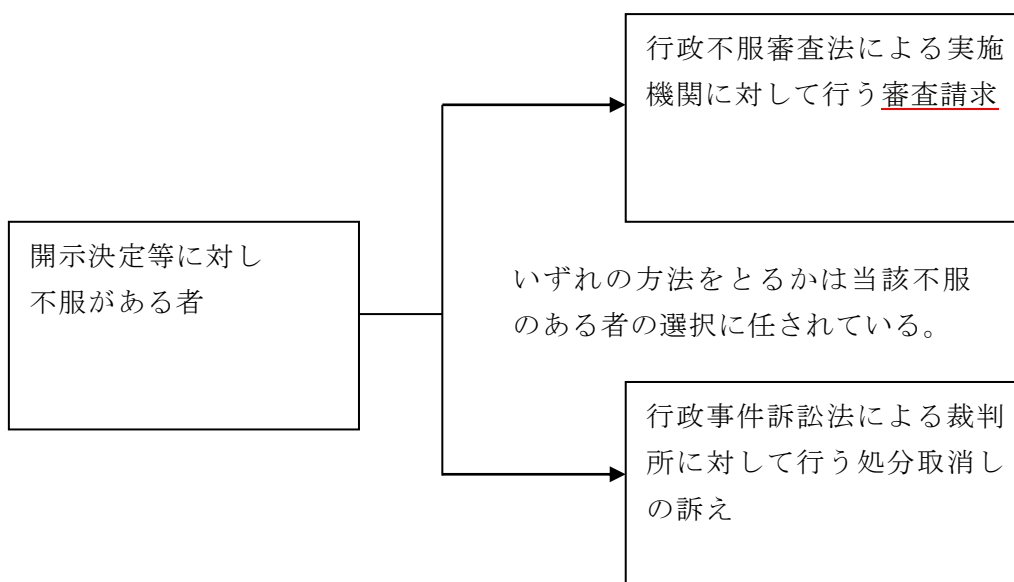 行政不服審査法による実施
機関に対して行う審査請求
開示決定等に対し
不服がある者
いずれの方法をとるかは当該不服
のある者の選択に任されている。
行政事件訴訟法による裁判
所に対して行う処分取消し
の訴え